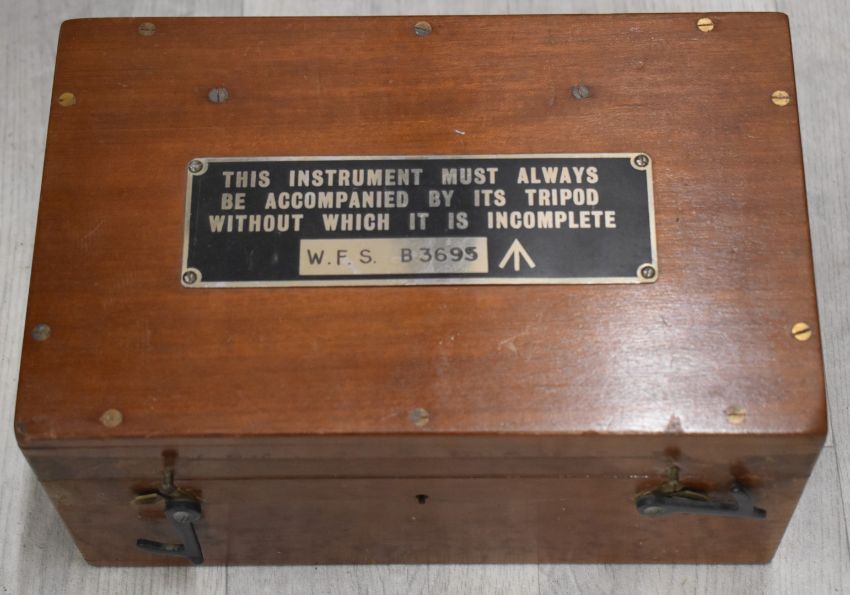 THIS INSTRUMENT MUST ALWAYS
BE ACCOMPANIED BY ITS TRIPOD
WITHOUT WHICH IT IS INCOMPLETE
W.F.S. B3695